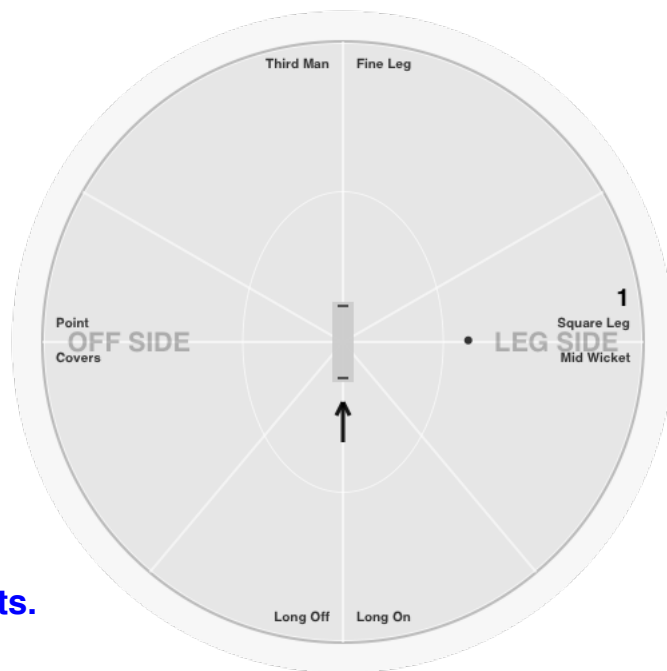 Third Man Fine Leg
1
Point Square Leg
OFF SIDE LEG SIDE
Covers Mid Wicket
ts.
Long Off Long On